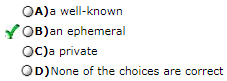 A)a well-known
B)an ephemeral
C)a private
D)None of the choices are correct